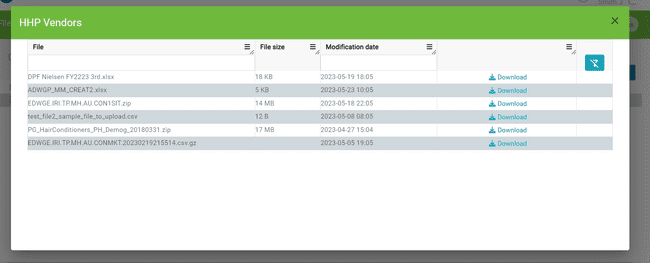 HHP Vendors
File File size Modification date
DPF Nielsen FY2223 3rd.xlsx 18 KB 2023-05-19 18:05 Download
ADWGP_MM_CREAT2.xlsx 5 KB 2023-05-23 10:05 Download
EDWGE.IRI.TP.MH.AU.CON1SIT.zip 14 MB 2023-05-18 22:05 Download
test_file2_sample_file_to_upload.csv 12 B 2023-05-08 08:05 Download
PG_HairConditioners_PH_Demog_20180331.zip 17 MB 2023-04-27 15:04 Download
EDWGE.IRI.TP.MH.AU.CONMKT.20230219215514.csv.gz 2023-05-05 19:05 Download